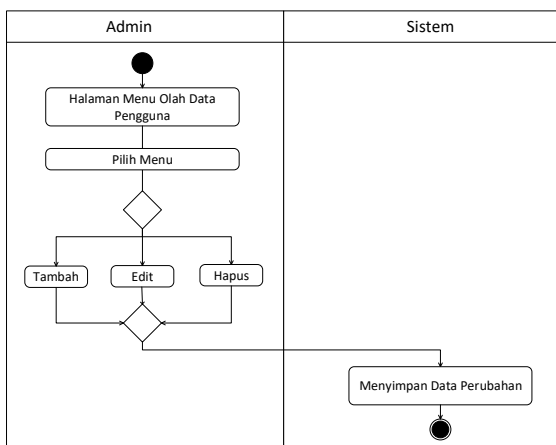 Admin
Sistem
Halaman Menu Olah Data
Pengguna
Pilih Menu
Tambah
Edit
Hapus
Menyimpan Data Perubahan